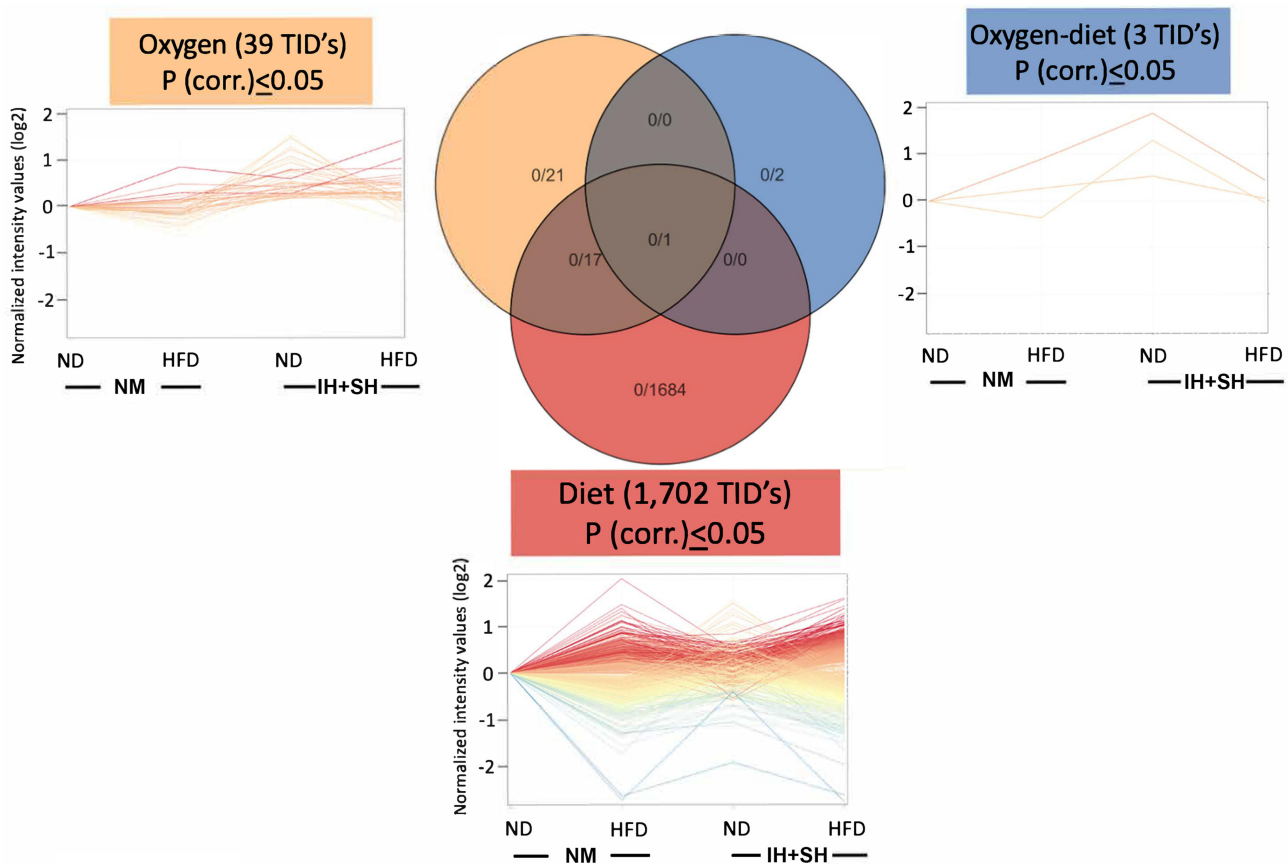 Oxygen (39 TID's)
P (corr.)≤0.05
Normalized intensity values (log2)
2
1
0
-1
-2
ND
HFD
ND
HFD
NM
IH+SH
0/0
0/21
0/2
0/1
0/17
0/0
0/1684
Oxygen-diet (3 TID's)
P (corr.)≤0.05
2
1
0
-1
-2
ND
HFD
ND
HFD
NM
IH+SH
Diet (1,702 TID's)
P (corr.)≤0.05
Normalized intensity values (log2)
2
1
0
-1
-2
ND
HFD
ND
HFD
NM
IH+SH